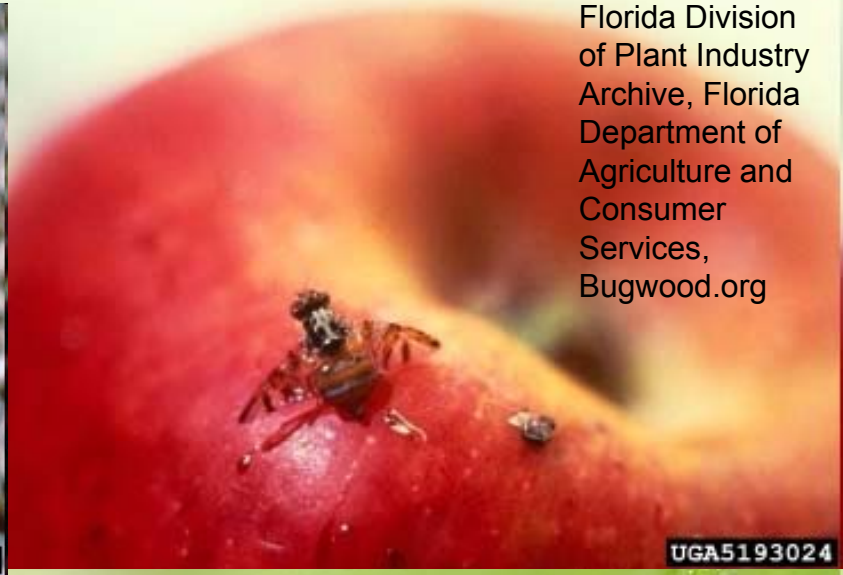 Florida Division
of Plant Industry
Archive, Florida
Department of
Agriculture and
Consumer
Services,
Bugwood.org
UGA5193024